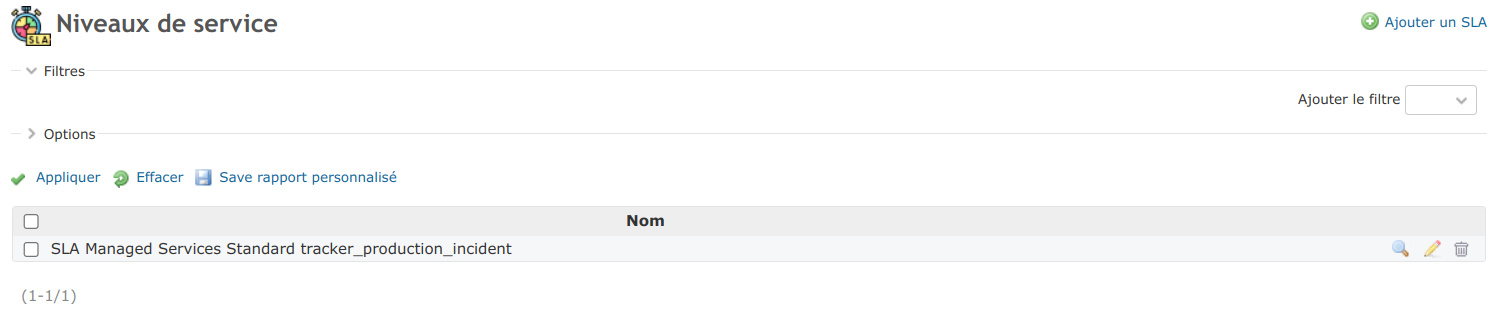 SLA
Niveaux de service
Ajouter un SLA
Filtres
Ajouter le filtre
Options
Appliquer Effacer Save rapport personnalisé
Nom
SLA Managed Services Standard tracker_production_incident
(1-1/1)